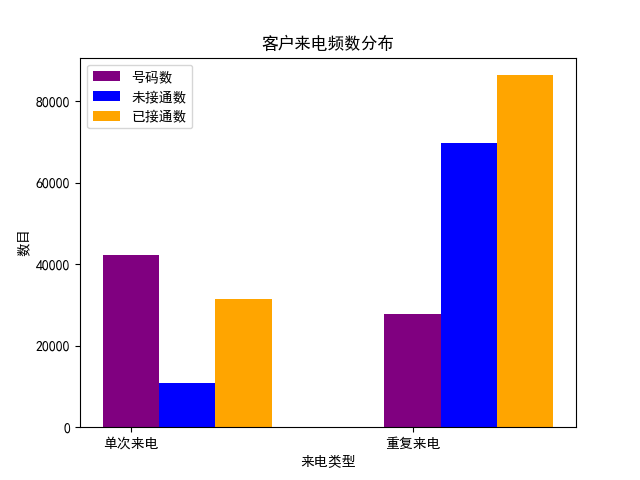 客户来电频数分布
号码数
未接通数
已接通数
数目
80000
60000
40000
20000
0
单次来电
重复来电
来电类型